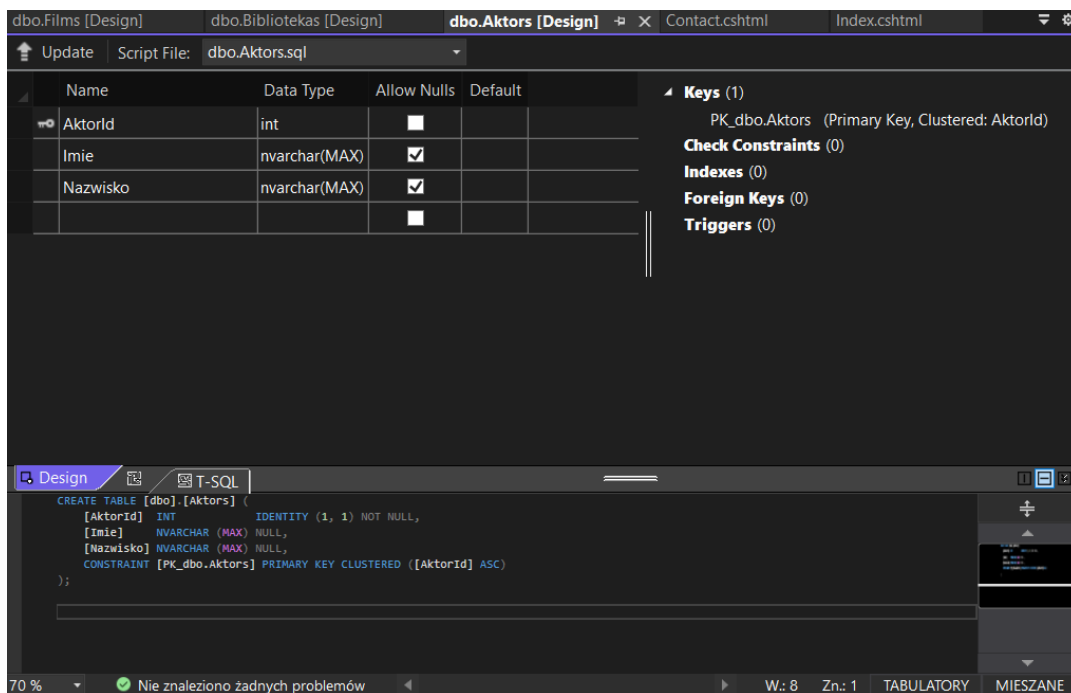 dbo.Films [Design] dbo.Bibliotekas [Design] dbo.Aktors [Design] Contact.cshtml Index.cshtml
Update Script File: dbo.Aktors.sql
Name Data Type Allow Nulls Default
AktorId int
Imie nvarchar(MAX)
Nazwisko nvarchar(MAX)
Keys (1)
PK_dbo.Aktors (Primary Key, Clustered: AktorId)
Check Constraints (0)
Indexes (0)
Foreign Keys (0)
Triggers (0)
Design T-SQL
CREATE TABLE [dbo].[Aktors] (
[AktorId] INT IDENTITY (1, 1) NOT NULL,
[Imie] NVARCHAR (MAX) NULL,
[Nazwisko] NVARCHAR (MAX) NULL,
CONSTRAINT [PK_dbo.Aktors] PRIMARY KEY CLUSTERED ([AktorId] ASC)
);
70 % Nie znaleziono żadnych problemów W.: 8 Zn.: 1 TABULATORY MIESZANE